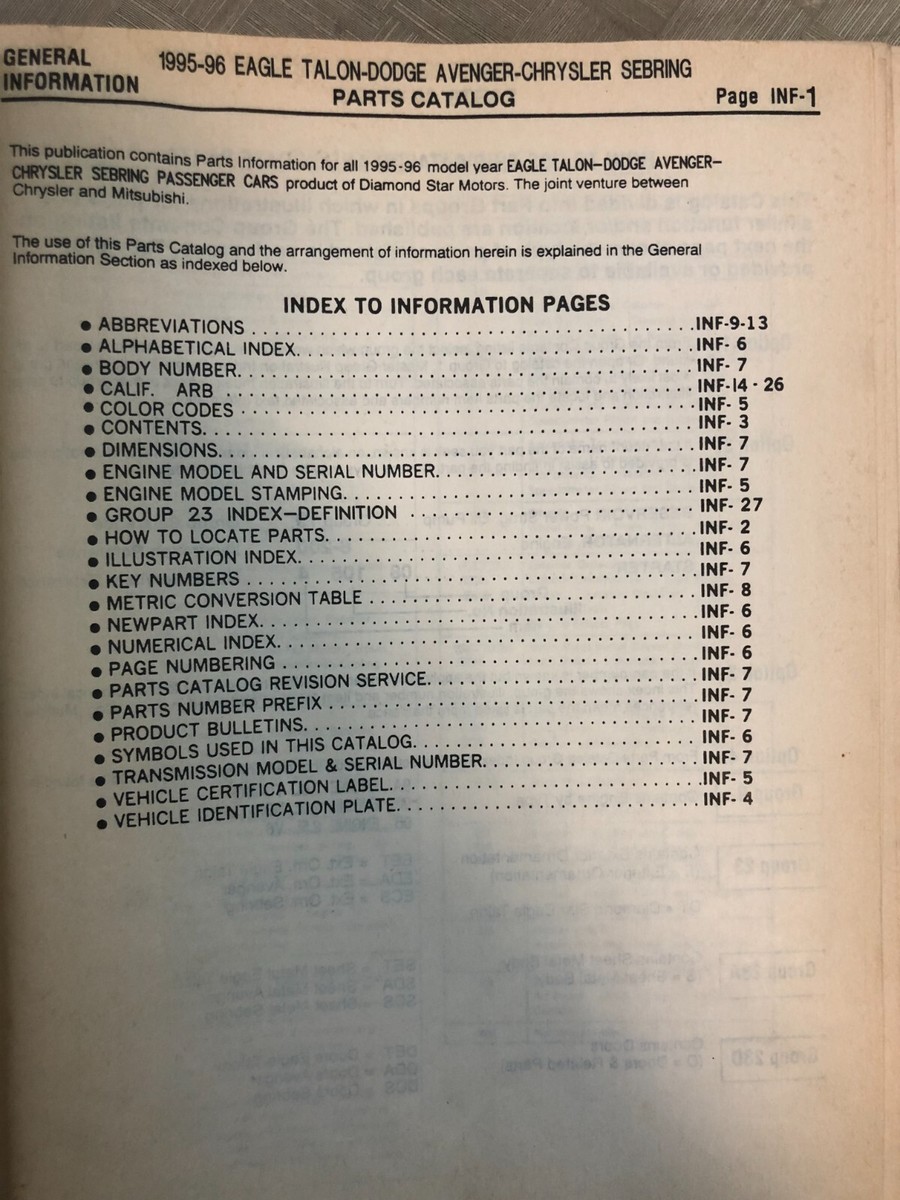 GENERAL
INFORMATION
1995-96 EAGLE TALON-DODGE AVENGER-CHRYSLER SEBRING
PARTS CATALOG
Page INF-1
This publication contains Parts Information for all 1995-96 model year EAGLE TALON-DODGE AVENGER-
CHRYSLER SEBRING PASSENGER CARS product of Diamond Star Motors. The joint venture between
Chrysler and Mitsubishi.
The use of this Parts Catalog and the arrangement of information herein is explained in the General
Information Section as indexed below.
INDEX TO INFORMATION PAGES
● ABBREVIATIONS . . . . . . . . . . INF-9-13
● ALPHABETICAL INDEX. . . . . . . . . . INF- 6
● BODY NUMBER. . . . . . . . . . INF- 7
● CALIF. ARB . . . . . . . . . . INF-14 - 26
● COLOR CODES . . . . . . . . . . INF- 5
● CONTENTS. . . . . . . . . . INF- 3
● DIMENSIONS. . . . . . . . . . INF- 7
● ENGINE MODEL AND SERIAL NUMBER. . . . . . . . . . INF- 7
● ENGINE MODEL STAMPING. . . . . . . . . . INF- 5
● GROUP 23 INDEX—DEFINITION . . . . . . . . . . INF- 27
● HOW TO LOCATE PARTS. . . . . . . . . . INF- 2
● ILLUSTRATION INDEX. . . . . . . . . . INF- 6
● KEY NUMBERS . . . . . . . . . . INF- 7
● METRIC CONVERSION TABLE . . . . . . . . . . INF- 8
● NEWPART INDEX. . . . . . . . . . INF- 6
● NUMERICAL INDEX. . . . . . . . . . INF- 6
● PAGE NUMBERING . . . . . . . . . . INF- 6
● PARTS CATALOG REVISION SERVICE. . . . . . . . . . INF- 7
● PARTS NUMBER PREFIX . . . . . . . . . . INF- 7
● PRODUCT BULLETINS. . . . . . . . . . INF- 7
● SYMBOLS USED IN THIS CATALOG. . . . . . . . . . INF- 6
● TRANSMISSION MODEL & SERIAL NUMBER. . . . . . . . . . INF- 7
● VEHICLE CERTIFICATION LABEL. . . . . . . . . . INF- 5
● VEHICLE IDENTIFICATION PLATE. . . . . . . . . . INF- 4